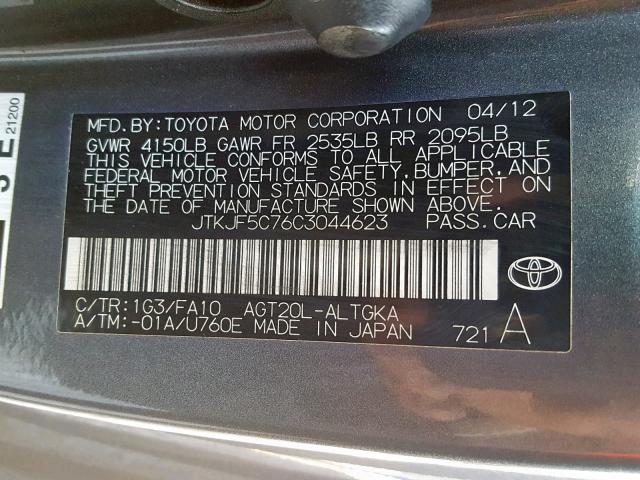 MFD.BY:TOYOTA MOTOR CORPORATION 04/12
GVWR 4150LB GAWR FR 2535LB RR 2095LB
THIS VEHICLE CONFORMS TO ALL APPLICABLE
FEDERAL MOTOR VEHICLE SAFETY, BUMPER, AND
THEFT PREVENTION STANDARDS IN EFFECT ON
THE DATE OF MANUFACTURE SHOWN ABOVE.
JTKJF5C76C3044623 PASS.CAR
C/TR:1G3/FA10 AGT20L-ALTGKA
A/TM:-01A/U760E MADE IN JAPAN 721 A
21200